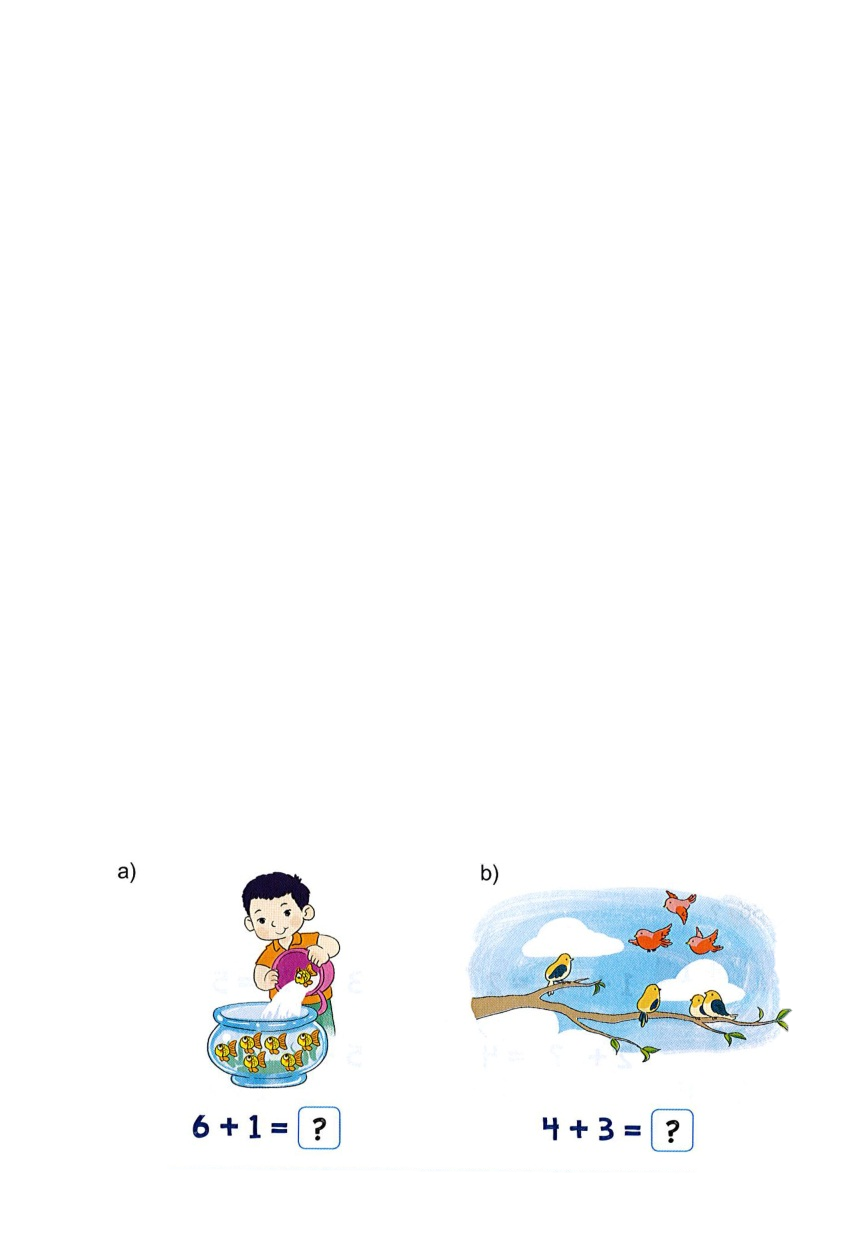 a)
b)
6 + 1 = ?
4 + 3 = ?